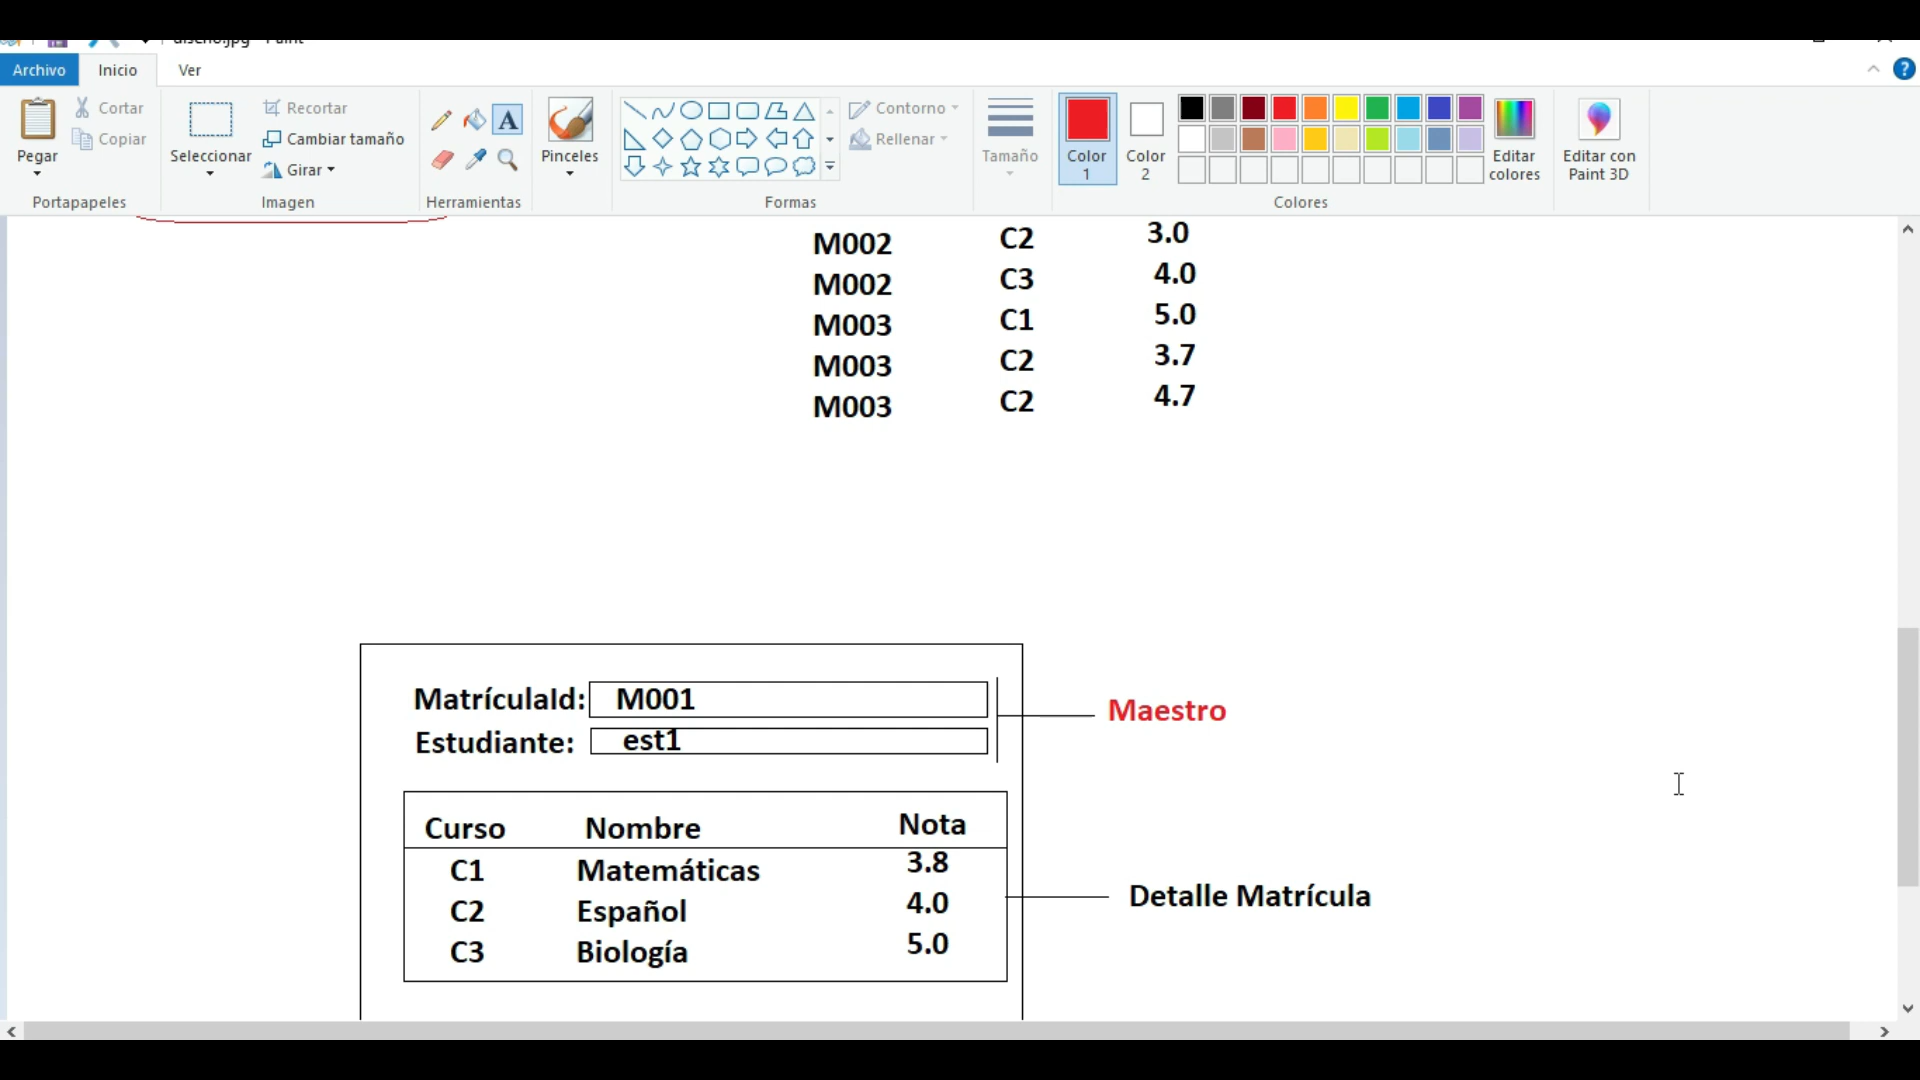 diseño.jpg - Paint
Archivo Inicio Ver
Pegar
Cortar
Copiar
Portapapeles
Seleccionar
Recortar
Cambiar tamaño
Girar
Imagen
A
Herramientas
Pinceles
Contorno
Rellenar
Formas
Tamaño
Color 1
Color 2
Editar colores
Colores
Editar con Paint 3D
?
M002 C2 3.0
M002 C3 4.0
M003 C1 5.0
M003 C2 3.7
M003 C2 4.7
MatrículaId: M001
Maestro
Estudiante: est1
Curso Nombre Nota
C1 Matemáticas 3.8
C2 Español 4.0
Detalle Matrícula
C3 Biología 5.0